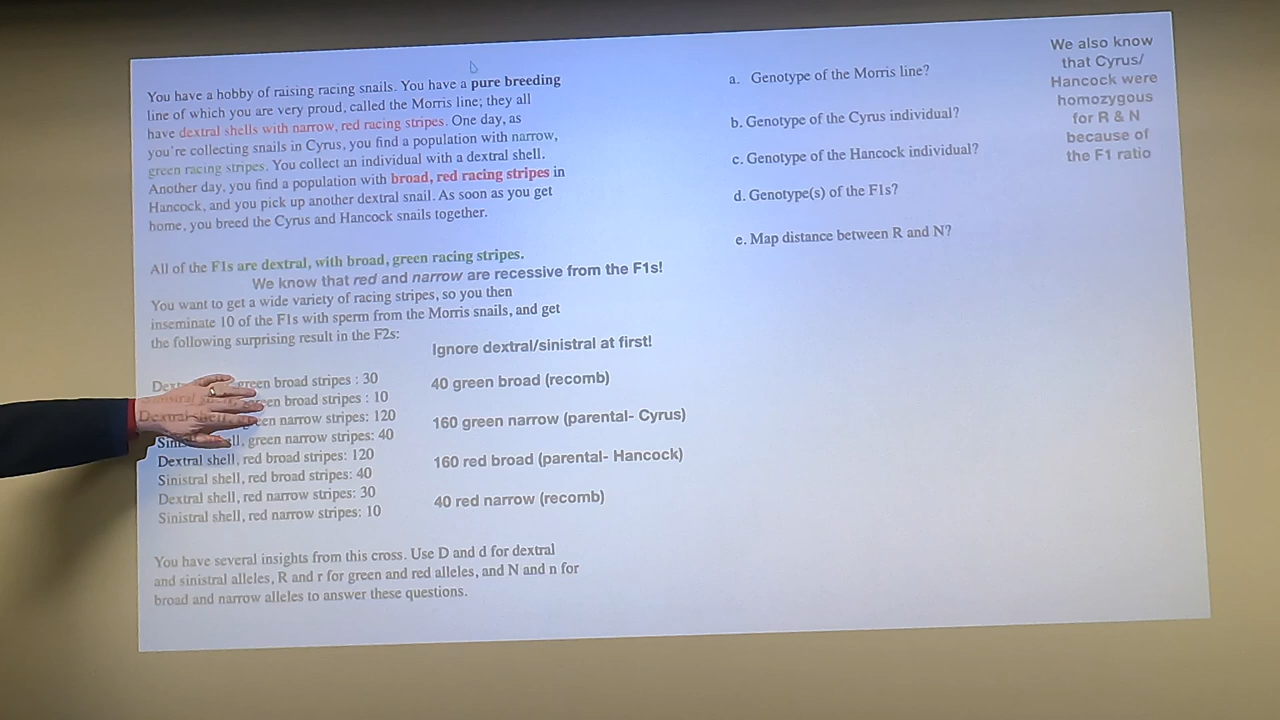 You have a hobby of raising racing snails. You have a pure breeding
line of which you are very proud, called the Morris line; they all
have dextral shells with narrow, red racing stripes. One day, as
you're collecting snails in Cyrus, you find a population with narrow,
green racing stripes. You collect an individual with a dextral shell.
Another day, you find a population with broad, red racing stripes in
Hancock, and you pick up another dextral snail. As soon as you get
home, you breed the Cyrus and Hancock snails together.
All of the F1s are dextral, with broad, green racing stripes.
We know that red and narrow are recessive from the F1s!
You want to get a wide variety of racing stripes, so you then
inseminate 10 of the F1s with sperm from the Morris snails, and get
the following surprising result in the F2s:
green broad stripes : 30
broad stripes : 10
Dextral narrow stripes: 120
green narrow stripes: 40
Dextral shell, red broad stripes: 120
Sinistral shell, red broad stripes: 40
Dextral shell, red narrow stripes: 30
Sinistral shell, red narrow stripes: 10
Ignore dextral/sinistral at first!
40 green broad (recomb)
160 green narrow (parental- Cyrus)
160 red broad (parental- Hancock)
40 red narrow (recomb)
You have several insights from this cross. Use D and d for dextral
and sinistral alleles, R and r for green and red alleles, and N and n for
broad and narrow alleles to answer these questions.
a. Genotype of the Morris line?
b. Genotype of the Cyrus individual?
c. Genotype of the Hancock individual?
d. Genotype(s) of the F1s?
e. Map distance between R and N?
We also know
that Cyrus/
Hancock were
homozygous
for R & N
because of
the F1 ratio